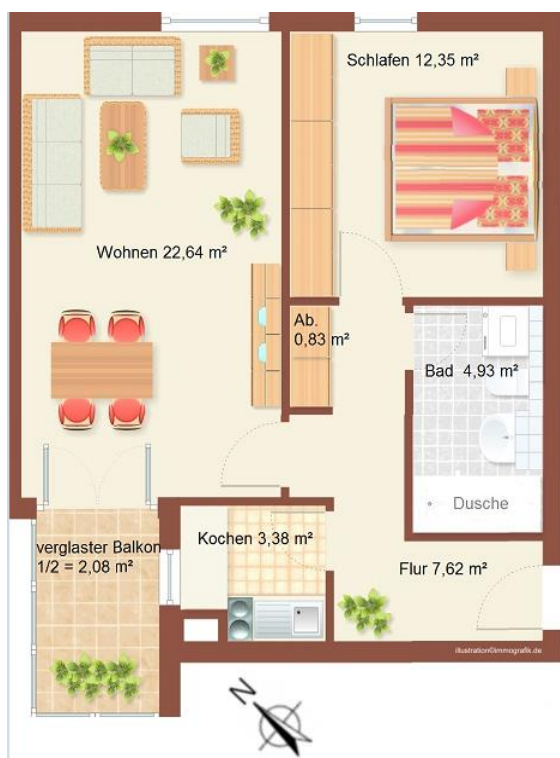 Schlafen 12,35 m²
Wohnen 22,64 m²
Ab.
0,83 m²
Bad 4,93 m²
Dusche
Kochen 3,38 m²
verglaster Balkon
1/2 = 2,08 m²
Flur 7,62 m²
illustration©immografik.de
N